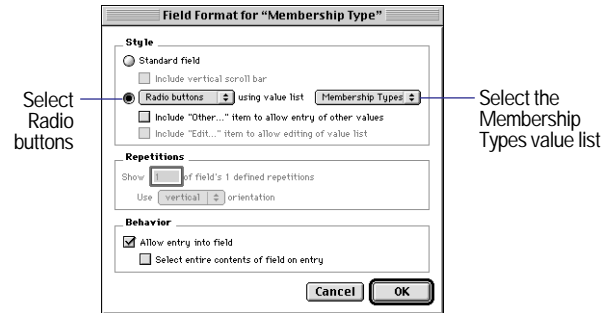 Field Format for “Membership Type”
Style
Standard field
Include vertical scroll bar
Select Radio buttons
Radio buttons using value list Membership Types
Select the Membership Types value list
Include "Other..." item to allow entry of other values
Include "Edit..." item to allow editing of value list
Repetitions
Show 1 of field's 1 defined repetitions
Use vertical orientation
Behavior
Allow entry into field
Select entire contents of field on entry
Cancel OK